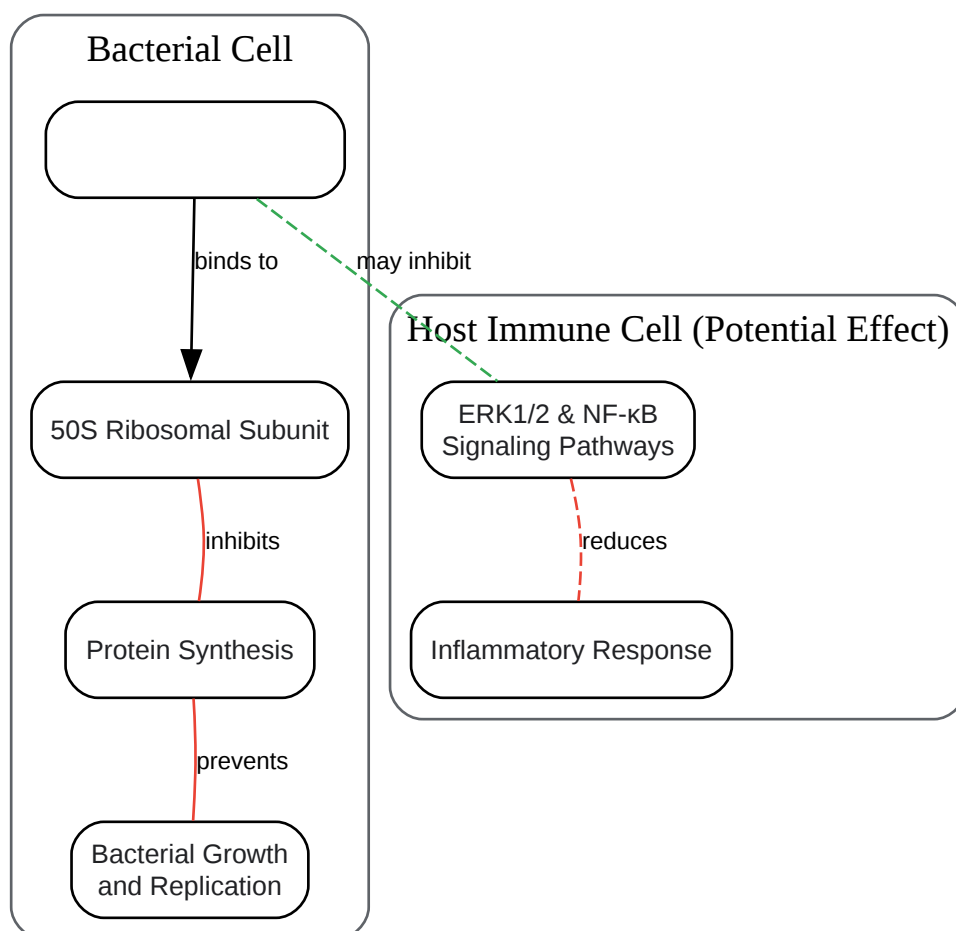 Bacterial Cell
binds to
may inhibit
Host Immune Cell (Potential Effect)
50S Ribosomal Subunit
ERK1/2 & NF-κB
Signaling Pathways
inhibits
reduces
Protein Synthesis
Inflammatory Response
prevents
Bacterial Growth
and Replication